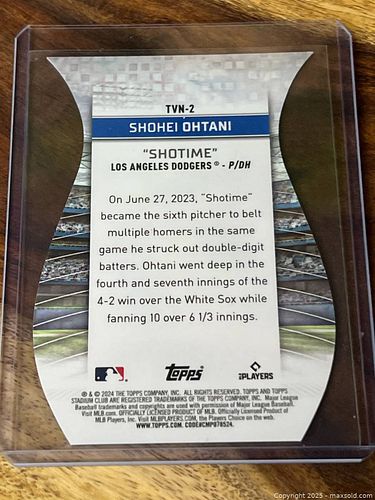 TVN-2
SHOHEI OHTANI
"SHOTIME"
LOS ANGELES DODGERS® - P/DH
On June 27, 2023, "Shotime"
became the sixth pitcher to belt
multiple homers in the same
game he struck out double-digit
batters. Ohtani went deep in the
fourth and seventh innings of the
4-2 win over the White Sox while
fanning 10 over 6 1/3 innings.
Topps
PLAYERS
® & © 2024 THE TOPPS COMPANY, INC. ALL RIGHTS RESERVED. TOPPS AND TOPPS
STADIUM CLUB ARE REGISTERED TRADEMARKS OF THE TOPPS COMPANY, INC. Major League
Baseball trademarks and copyrights are used with permission of Major League Baseball.
Visit MLB.com. OFFICIALLY LICENSED PRODUCT OF MLB. Officially Licensed Product of
MLB Players, Inc. Visit MLBPLAYERS.com, the Players Choice on the web.
WWW.TOPPS.COM. CODE#CMP078524.
Copyright 2025 - maxsold.com